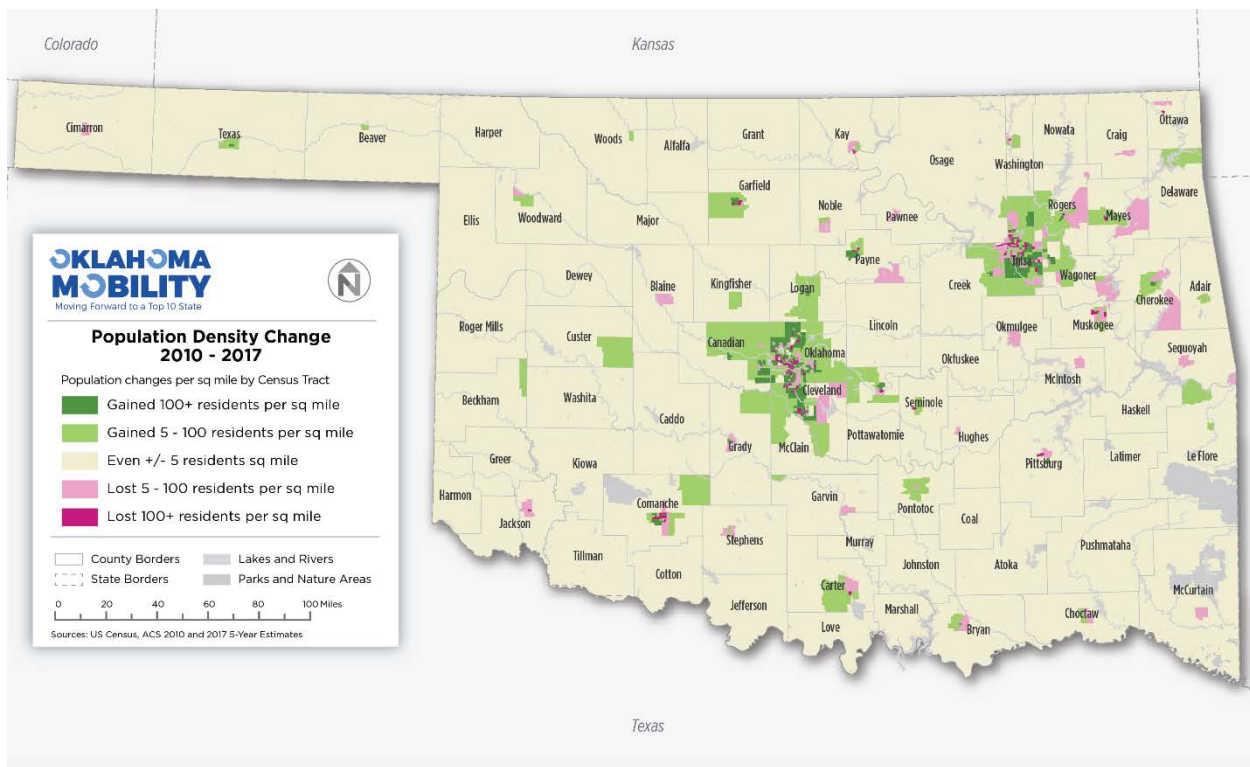 Colorado
Kansas
Cimarron
Texas
Beaver
Harper
Woods
Alfalfa
Grant
Kay
Osage
Washington
Nowata
Craig
Ottawa
Ellis
Woodward
Major
Garfield
Noble
Pawnee
Rogers
Mayes
Delaware
OKLAHOMA
MOBILITY
Moving Forward to a Top 10 State
N
Population Density Change
2010 - 2017
Population changes per sq mile by Census Tract
Gained 100+ residents per sq mile
Gained 5 - 100 residents per sq mile
Even +/- 5 residents sq mile
Lost 5 - 100 residents per sq mile
Lost 100+ residents per sq mile
County Borders
Lakes and Rivers
State Borders
Parks and Nature Areas
0 20 40 60 80 100 Miles
Sources: US Census, ACS 2010 and 2017 5-Year Estimates
Dewey
Blaine
Kingfisher
Logan
Payne
Creek
Tulsa
Wagoner
Cherokee
Adair
Roger Mills
Custer
Canadian
Oklahoma
Lincoln
Okmulgee
Muskogee
Okfuskee
Sequoyah
McIntosh
Beckham
Washita
Caddo
Cleveland
Seminole
Haskell
Grady
McClain
Pottawatomie
Hughes
Pittsburg
Latimer
Le Flore
Greer
Kiowa
Harmon
Jackson
Comanche
Garvin
Pontotoc
Coal
Tillman
Stephens
Murray
Johnston
Atoka
Pushmataha
Cotton
Carter
McCurtain
Jefferson
Love
Marshall
Bryan
Choctaw
Texas